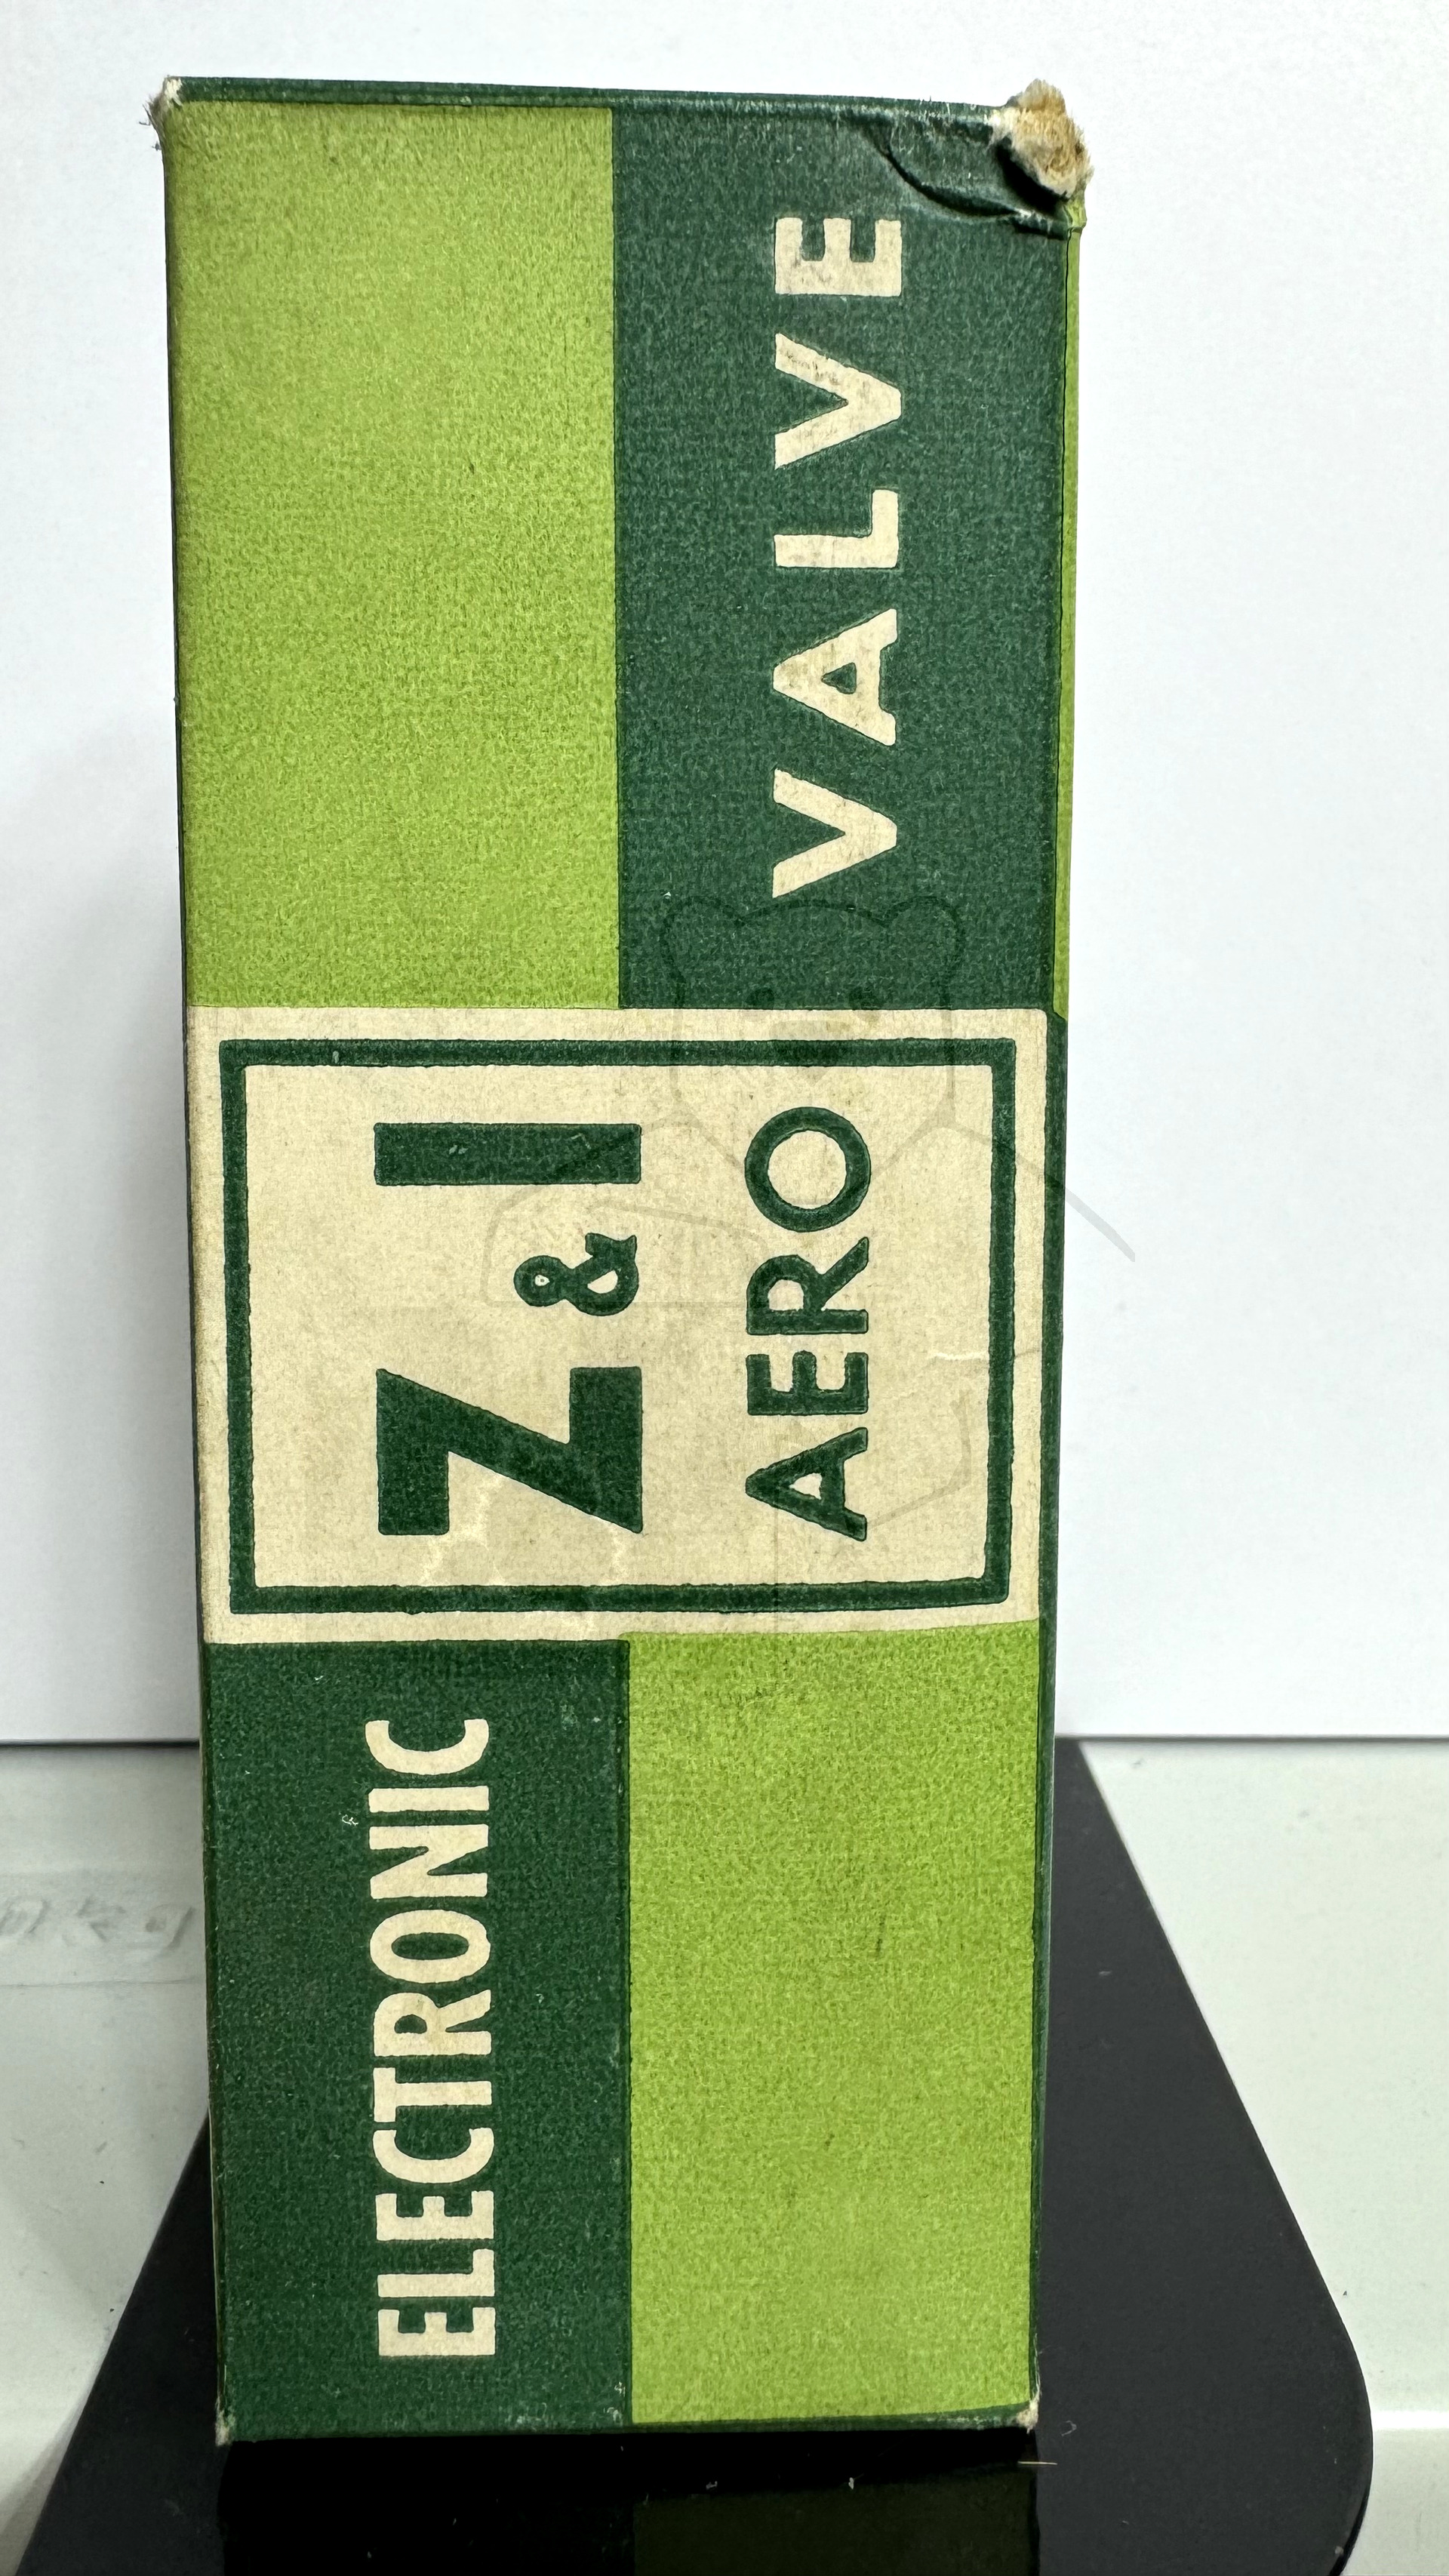 ELECTRONIC
Z & I
AERO
VALVE